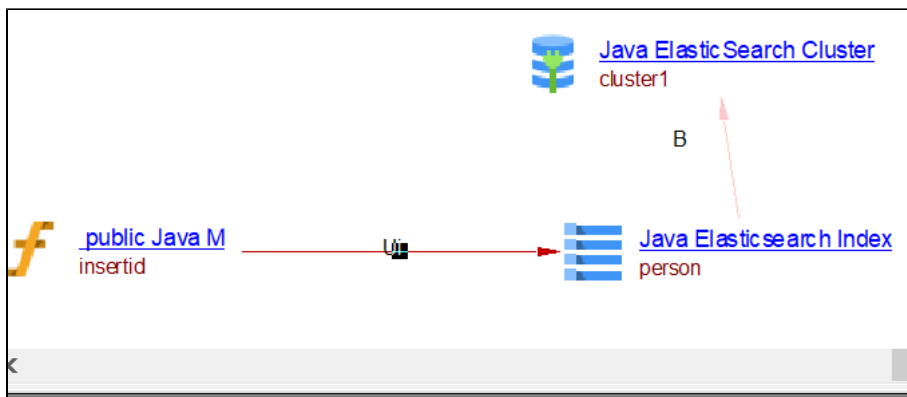 Java ElasticSearch Cluster
cluster1
B
public Java M
insertid
Java Elasticsearch Index
person